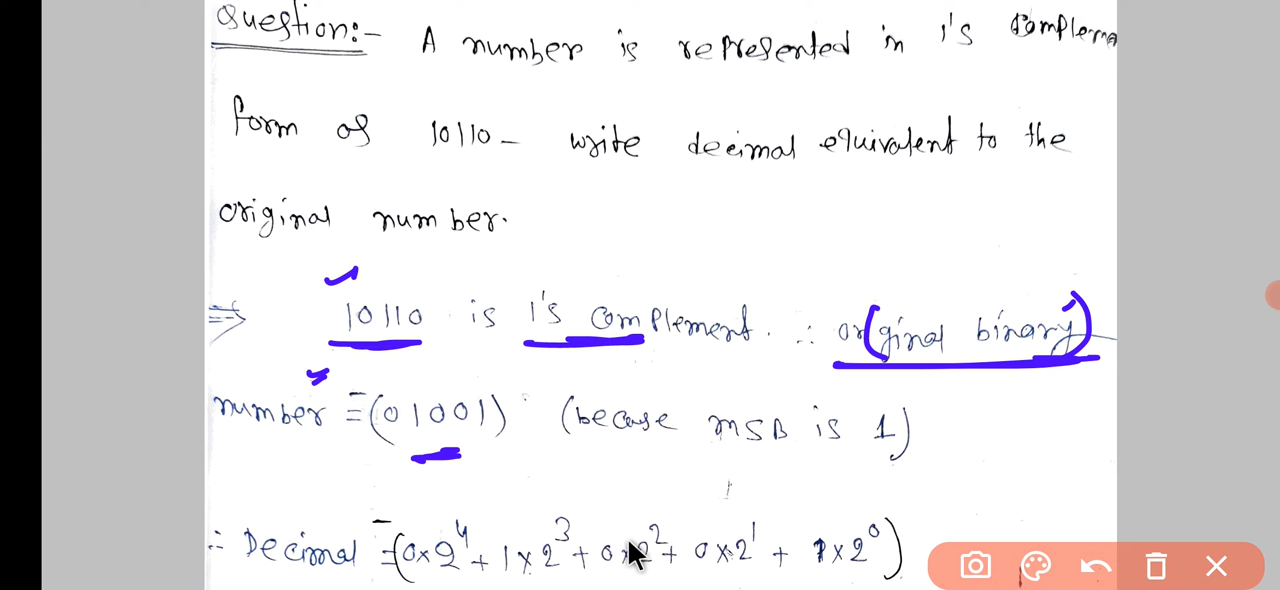 Question:- A number is represented in 1's compleme
form of 10110 - write decimal equivalent to the
original number.
⇒ 10110 is 1's complement. ∴ original binary
number = -(01001) (becase MSB is 1)
∴ Decimal = -(0×2⁴ + 1×2³ + 0×2² + 0×2¹ + 1×2⁰)